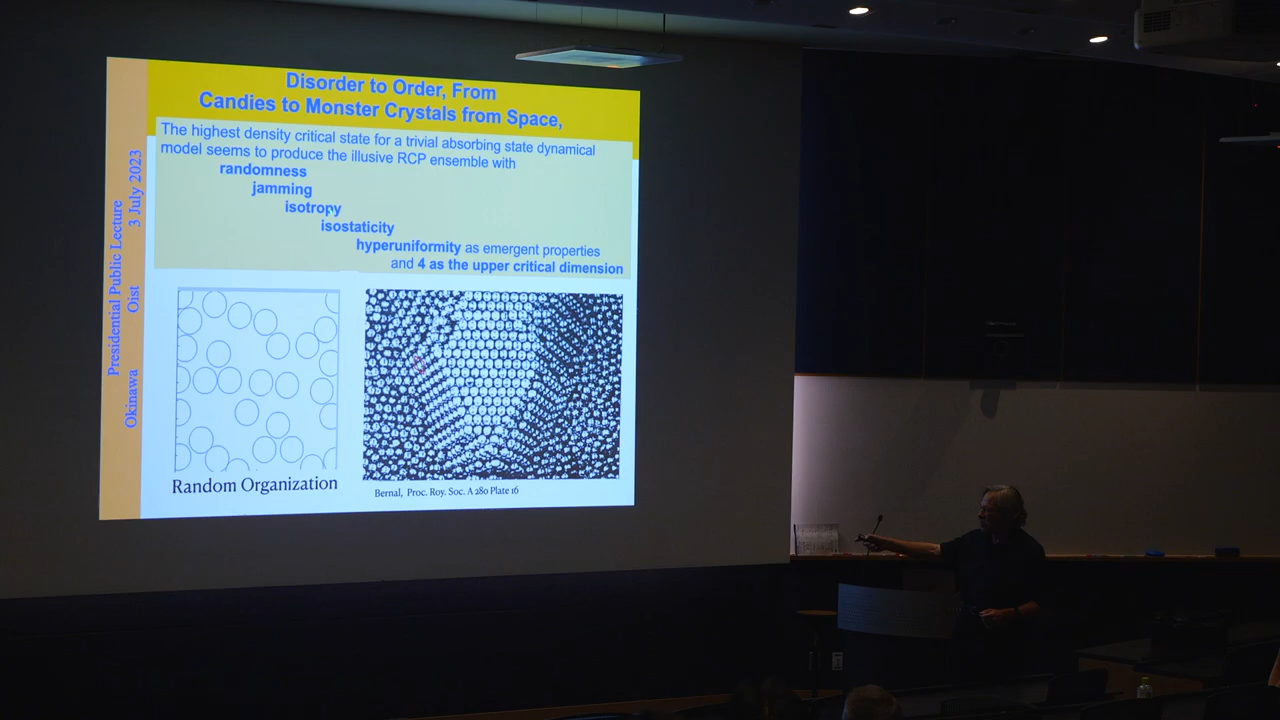 Disorder to Order, From
Candies to Monster Crystals from Space,
The highest density critical state for a trivial absorbing state dynamical
model seems to produce the illusive RCP ensemble with
randomness
jamming
isotropy
isostaticity
hyperuniformity as emergent properties
and 4 as the upper critical dimension
Presidential Public Lecture
Okinawa Oist 3 July 2023
Random Organization
Bernal, Proc. Roy. Soc. A 280 Plate 16